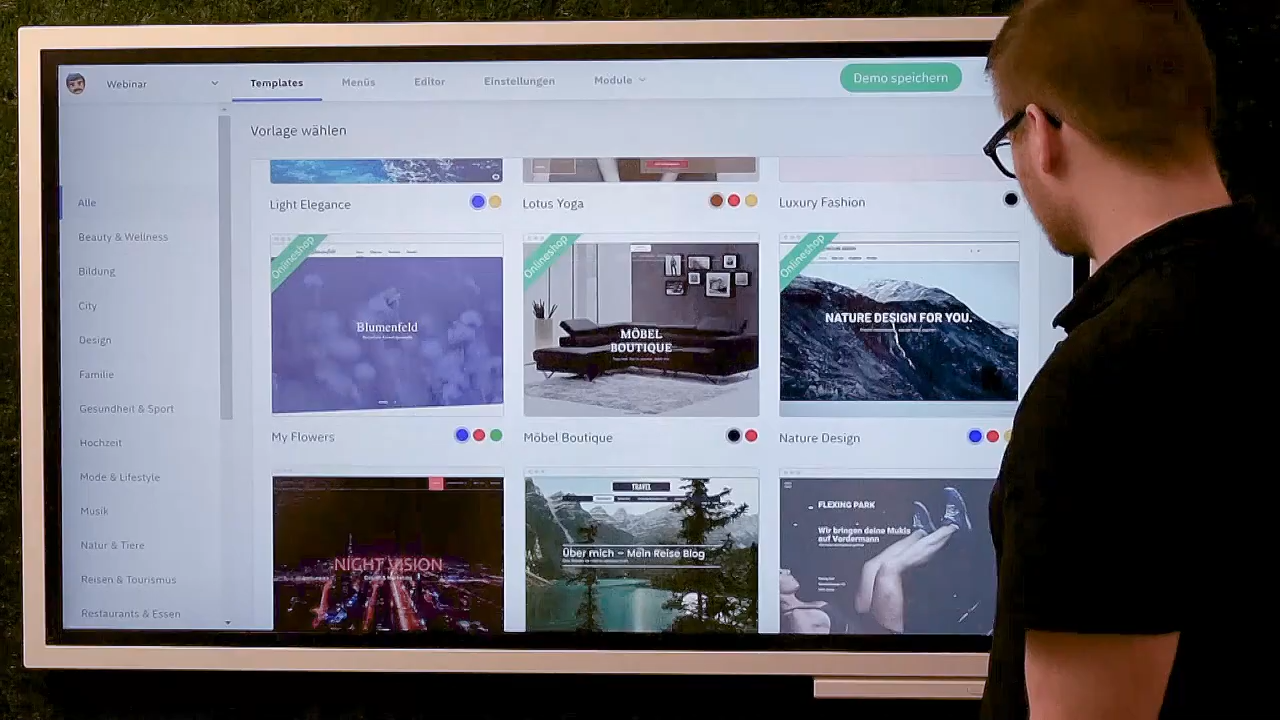 Webinar
Templates
Menüs
Editor
Einstellungen
Module
Demo speichern
Vorlage wählen
Alle
Beauty & Wellness
Bildung
City
Design
Familie
Gesundheit & Sport
Hochzeit
Mode & Lifestyle
Musik
Natur & Tiere
Reisen & Tourismus
Restaurants & Essen
Light Elegance
Lotus Yoga
Luxury Fashion
Onlineshop
Blumenfeld
Onlineshop
MÖBEL
BOUTIQUE
Onlineshop
NATURE DESIGN FOR YOU.
My Flowers
Möbel Boutique
Nature Design
NIGHT VISION
TRAVEL
Über mich – Mein Reise Blog
FLEXING PARK
Wir bringen deine Mukis
auf Vordermann